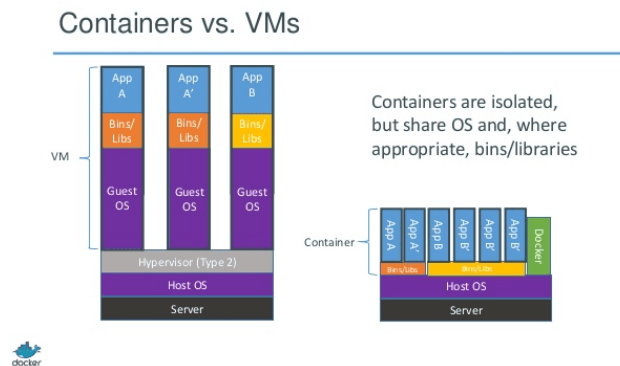 Containers vs. VMs
App
A
App
A'
App
B
Bins/
Libs
Bins/
Libs
Bins/
Libs
VM
Guest
OS
Guest
OS
Guest
OS
Hypervisor (Type 2)
Host OS
Server
Containers are isolated,
but share OS and, where
appropriate, bins/libraries
Container
App A
App A'
App B
App B'
App B'
App B'
Docker
Bins/Libs
Bins/Libs
Host OS
Server
docker